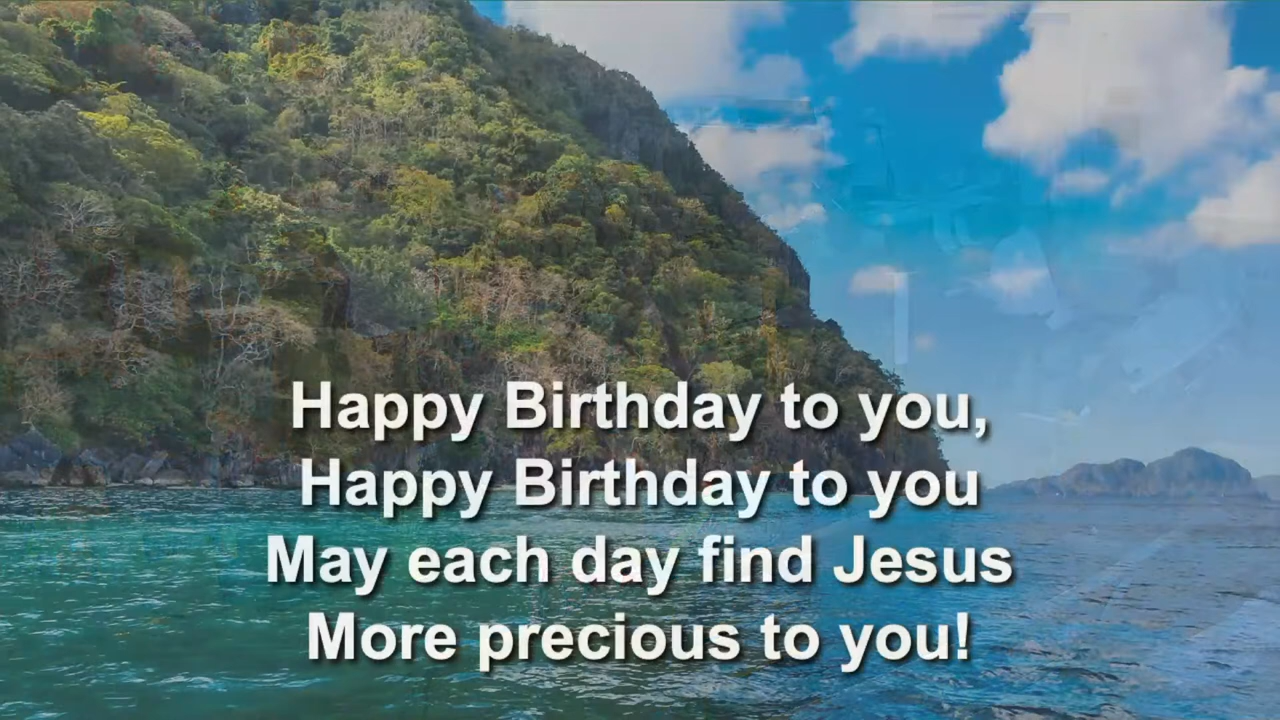 Happy Birthday to you,
Happy Birthday to you
May each day find Jesus
More precious to you!